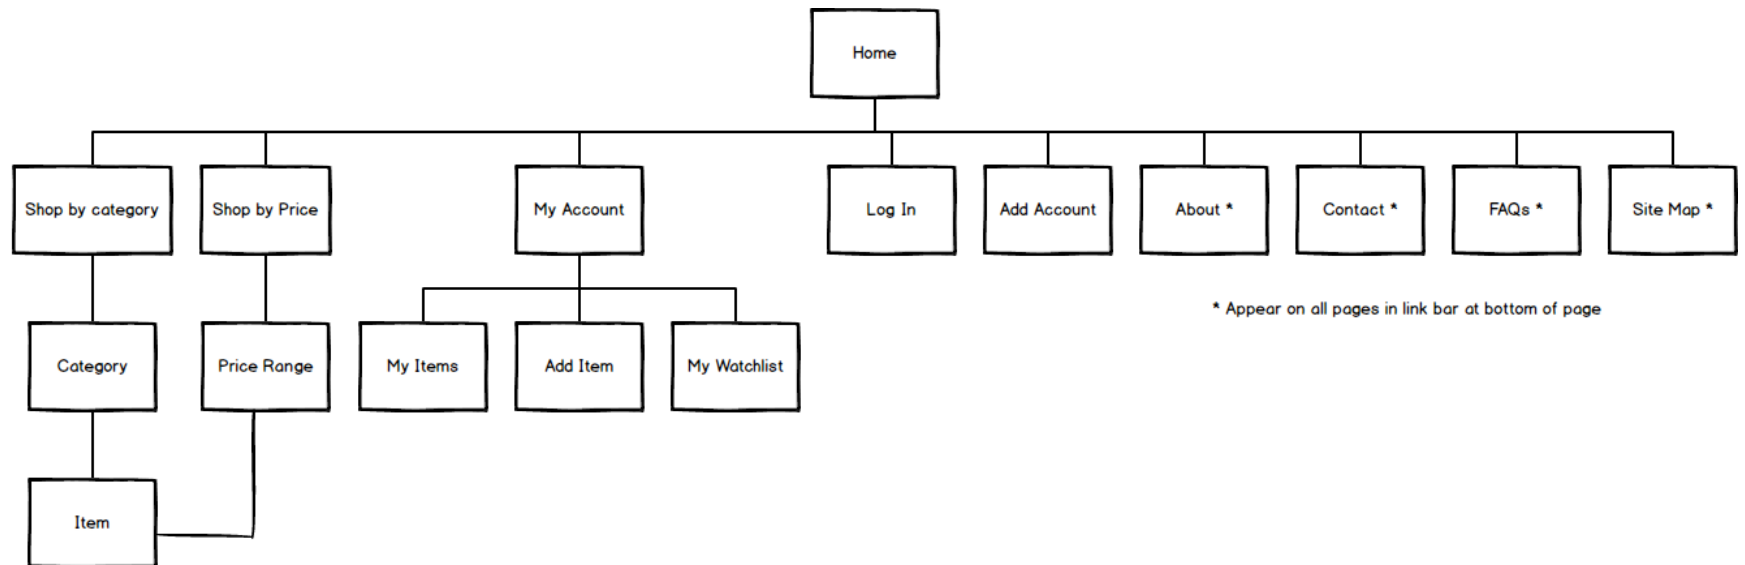 Home
Shop by category
Shop by Price
My Account
Log In
Add Account
About *
Contact *
FAQs *
Site Map *
* Appear on all pages in link bar at bottom of page
Category
Price Range
My Items
Add Item
My Watchlist
Item